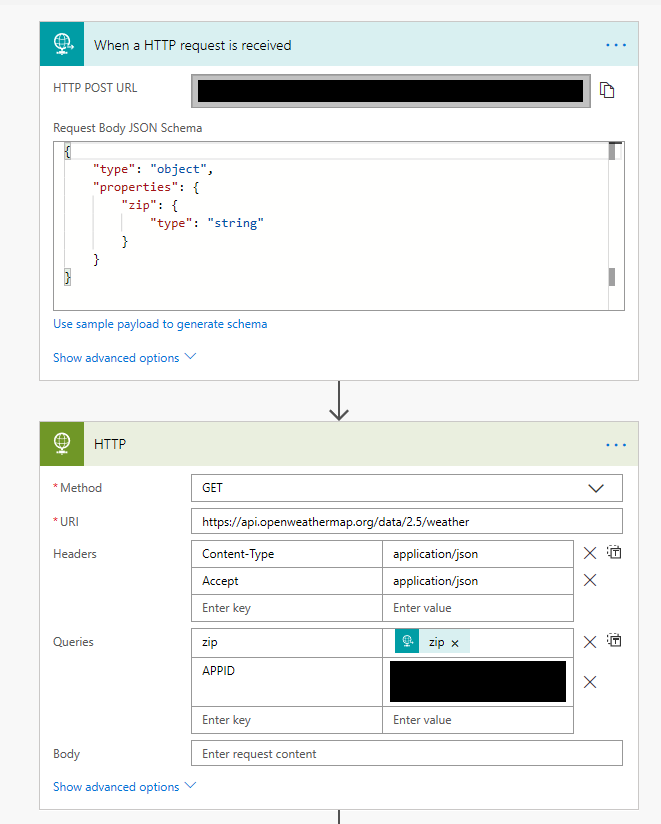 When a HTTP request is received
HTTP POST URL
Request Body JSON Schema
{
"type": "object",
"properties": {
"zip": {
"type": "string"
}
}
}
Use sample payload to generate schema
Show advanced options
HTTP
* Method GET
* URI https://api.openweathermap.org/data/2.5/weather
Headers Content-Type application/json
Accept application/json
Enter key Enter value
Queries zip zip ×
APPID
Enter key Enter value
Body Enter request content
Show advanced options